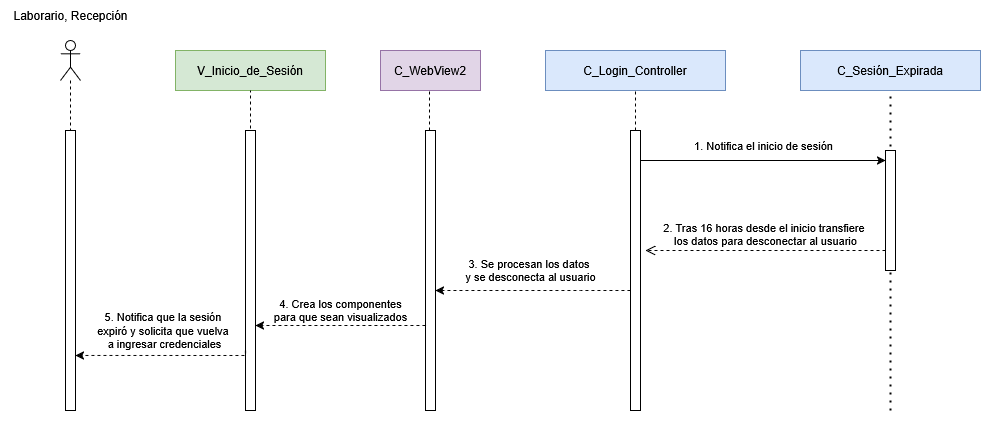 Laborario, Recepción
V_Inicio_de_Sesión
C_WebView2
C_Login_Controller
C_Sesión_Expirada
1. Notifica el inicio de sesión
2. Tras 16 horas desde el inicio transfiere
los datos para desconectar al usuario
3. Se procesan los datos
y se desconecta al usuario
4. Crea los componentes
para que sean visualizados
5. Notifica que la sesión
expiró y solicita que vuelva
a ingresar credenciales